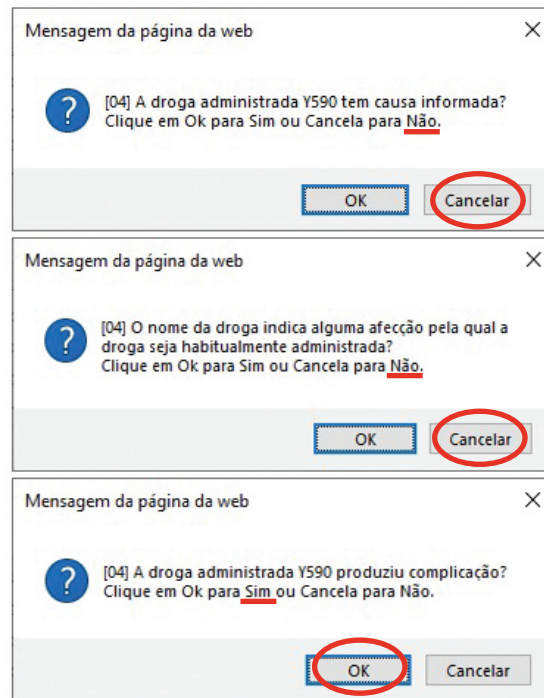 Mensagem da página da web
[04] A droga administrada Y590 tem causa informada?
Clique em Ok para Sim ou Cancela para Não.
OK Cancelar
Mensagem da página da web
[04] O nome da droga indica alguma afecção pela qual a
droga seja habitualmente administrada?
Clique em Ok para Sim ou Cancela para Não.
OK Cancelar
Mensagem da página da web
[04] A droga administrada Y590 produziu complicação?
Clique em Ok para Sim ou Cancela para Não.
OK Cancelar